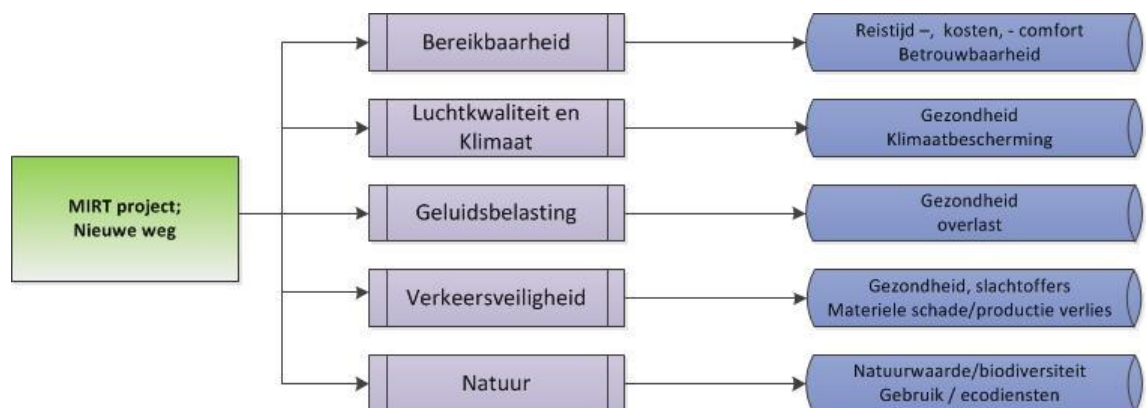 MIRT project;
Nieuwe weg
Bereikbaarheid
Reistijd –, kosten, - comfort
Betrouwbaarheid
Luchtkwaliteit en
Klimaat
Gezondheid
Klimaatbescherming
Geluidsbelasting
Gezondheid
overlast
Verkeersveiligheid
Gezondheid, slachtoffers
Materiele schade/productie verlies
Natuur
Natuurwaarde/biodiversiteit
Gebruik / ecodiensten